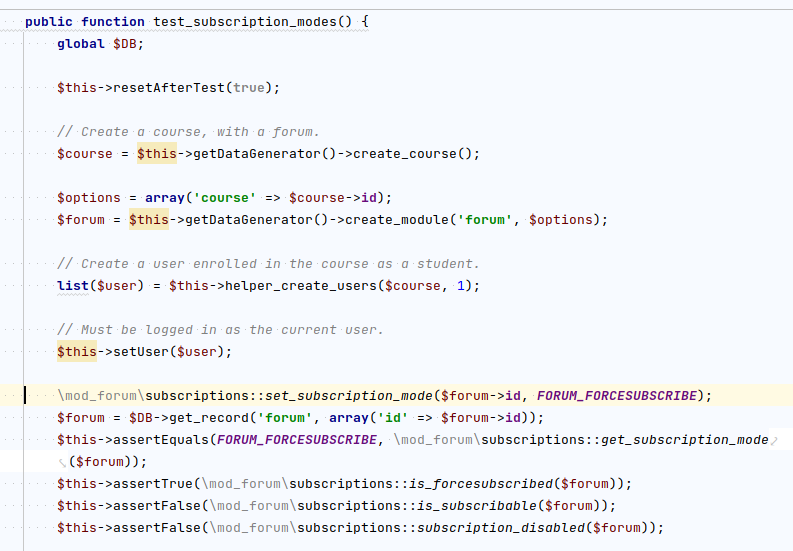 public function test_subscription_modes() {
global $DB;
$this->resetAfterTest(true);
// Create a course, with a forum.
$course = $this->getDataGenerator()->create_course();
$options = array('course' => $course->id);
$forum = $this->getDataGenerator()->create_module('forum', $options);
// Create a user enrolled in the course as a student.
list($user) = $this->helper_create_users($course, 1);
// Must be logged in as the current user.
$this->setUser($user);
\mod_forum\subscriptions::set_subscription_mode($forum->id, FORUM_FORCESUBSCRIBE);
$forum = $DB->get_record('forum', array('id' => $forum->id));
$this->assertEquals(FORUM_FORCESUBSCRIBE, \mod_forum\subscriptions::get_subscription_mode
($forum));
$this->assertTrue(\mod_forum\subscriptions::is_forcesubscribed($forum));
$this->assertFalse(\mod_forum\subscriptions::is_subscribable($forum));
$this->assertFalse(\mod_forum\subscriptions::subscription_disabled($forum));